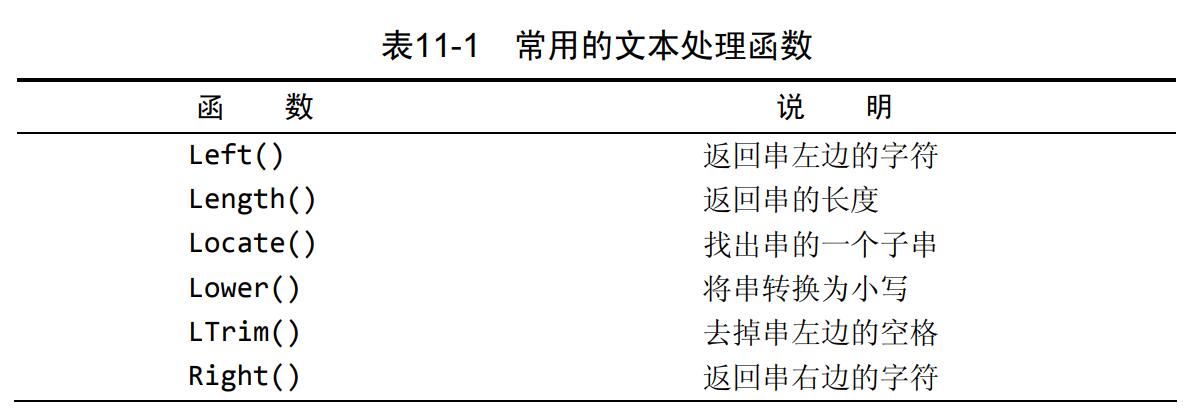 表11-1 常用的文本处理函数
函 数 说 明
Left() 返回串左边的字符
Length() 返回串的长度
Locate() 找出串的一个子串
Lower() 将串转换为小写
LTrim() 去掉串左边的空格
Right() 返回串右边的字符